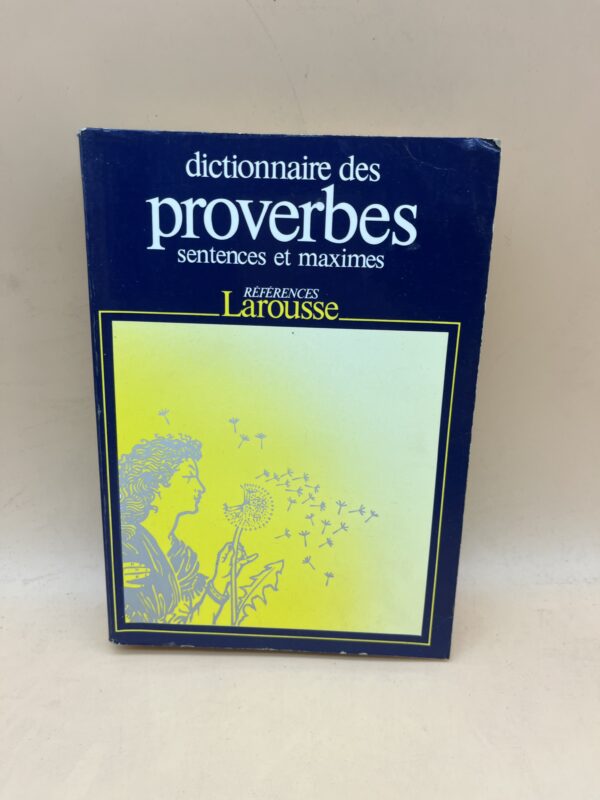 dictionnaire des
proverbes
sentences et maximes
RÉFÉRENCES
Larousse